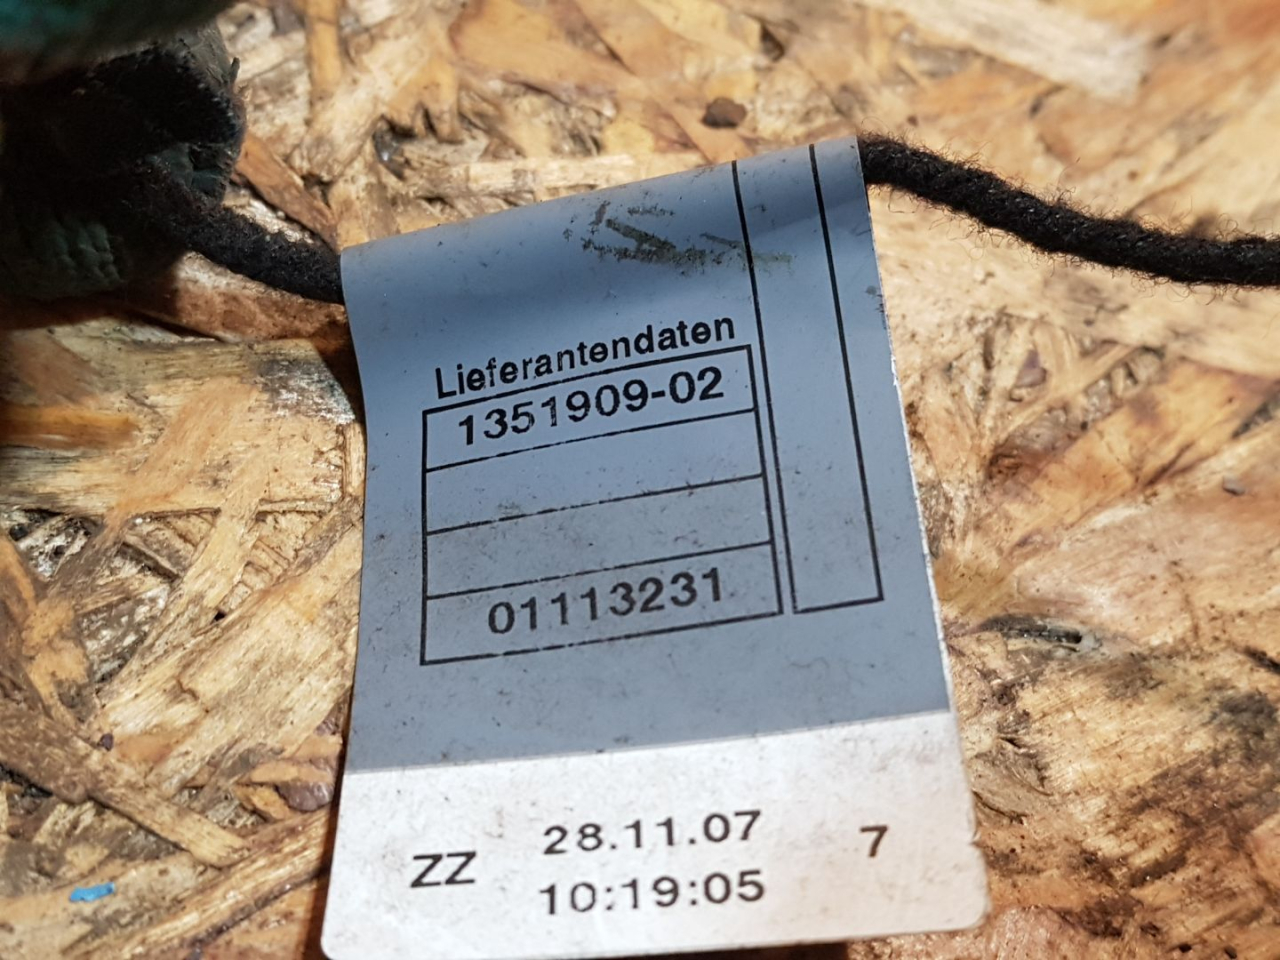 Lieferantendaten
1351909-02
01113231
ZZ
28.11.07
10:19:05
7